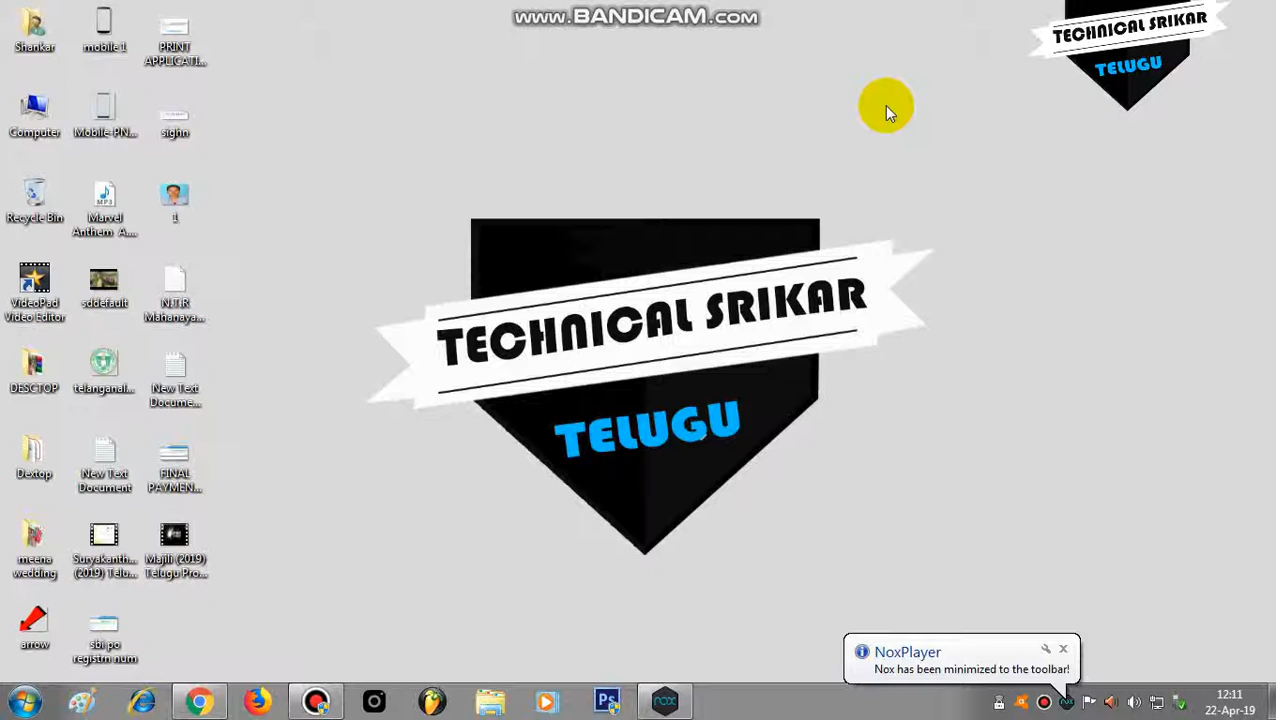 www.BANDICAM.com
TECHNICAL SRIKAR
TELUGU
Shankar
mobile 1
PRINT
APPLICATI...
Computer
Mobile-PN...
sighn
Recycle Bin
Marvel
Anthem A....
1
VideoPad
Video Editor
sddefault
N.T.R
Mahanaya...
DESCTOP
telangana...
New Text
Docume...
Dextop
New Text
Document
FINAL
PAYMEN...
meena
wedding
Suryakanth...
(2019) Telu...
Majili (2019)
Telugu Pro...
arrow
sbi po
registrn num
TECHNICAL SRIKAR
TELUGU
NoxPlayer
Nox has been minimized to the toolbar!
Ps
nox
12:11
22-Apr-19